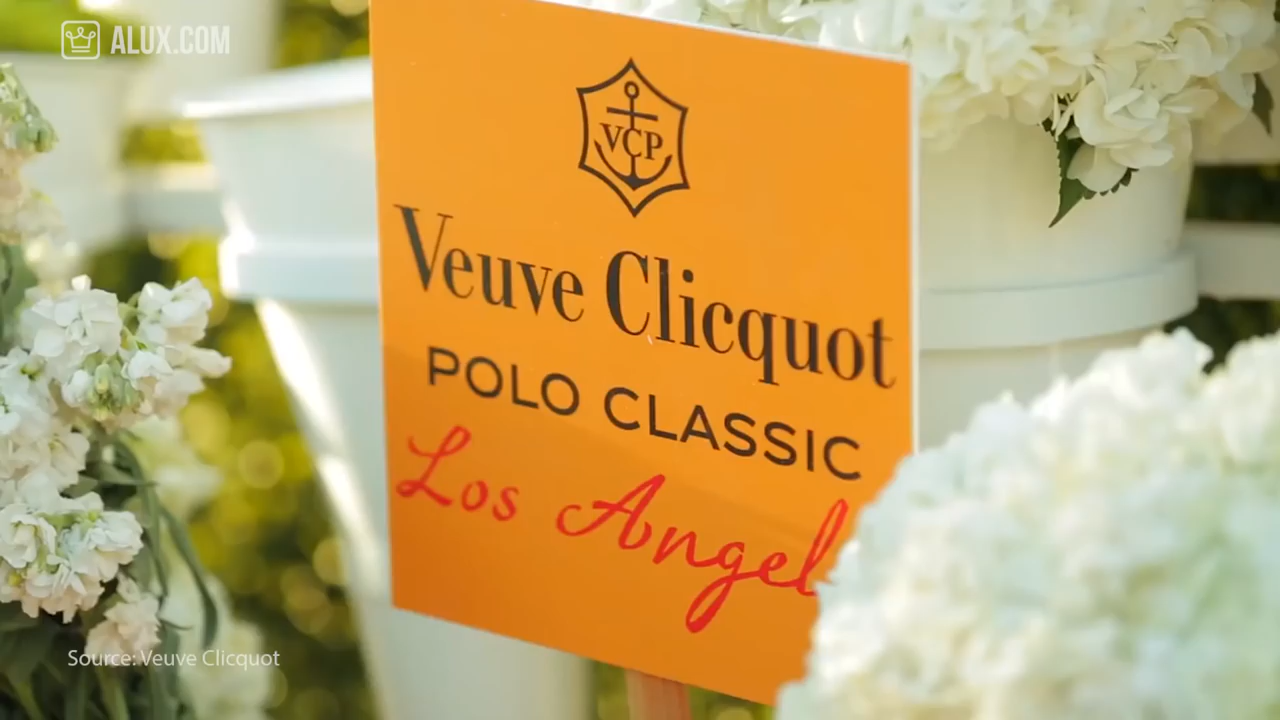 ALUX.COM
VCP
Veuve Clicquot
POLO CLASSIC
Los Angel
Source: Veuve Clicquot